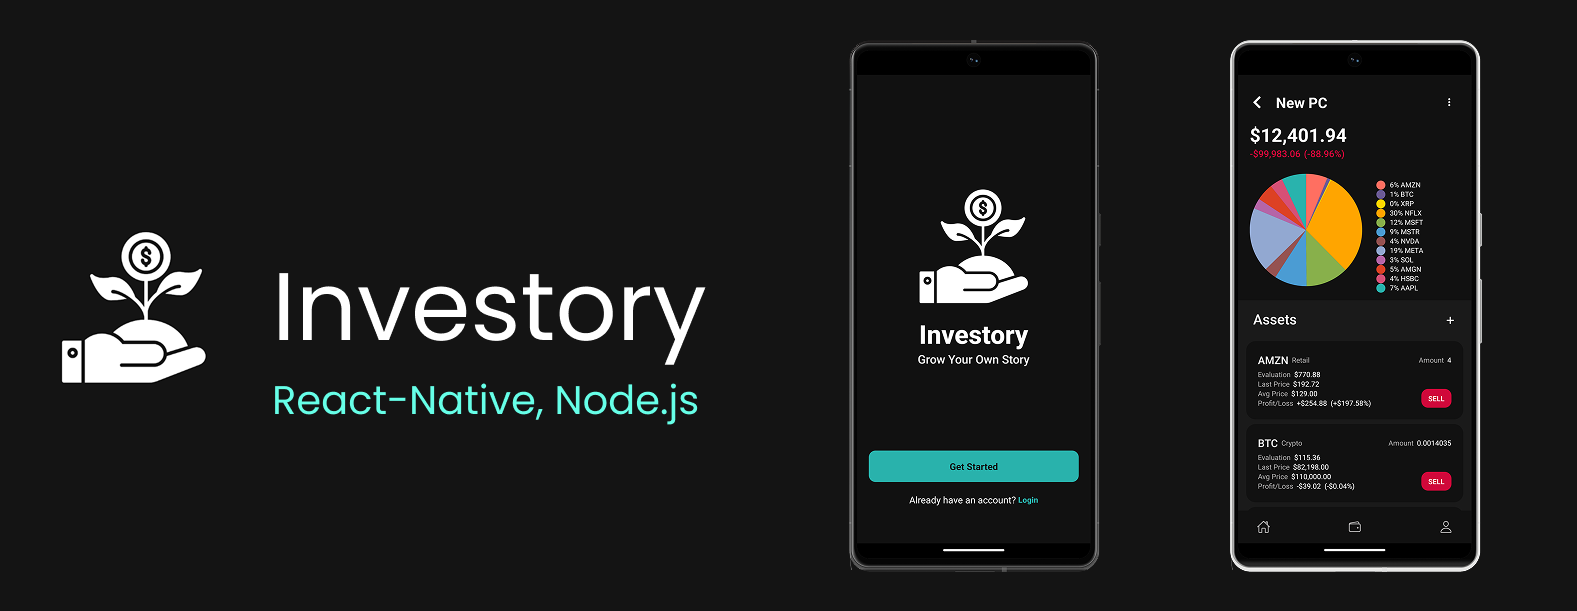 Investory
React-Native, Node.js
$
$
Investory
Grow Your Own Story
Get Started
Already have an account? Login
New PC
$12,401.94
-$99,983.06 (-88.96%)
6% AMZN
1% BTC
0% XRP
30% NFLX
12% MSFT
9% MSTR
4% NVDA
19% META
3% SOL
5% AMGN
4% HSBC
7% AAPL
Assets
AMZN Retail Amount 4
Evaluation $770.88
Last Price $192.72
Avg Price $129.00
Profit/Loss +$254.88 (+$197.58%)
SELL
BTC Crypto Amount 0.0014035
Evaluation $115.36
Last Price $82,198.00
Avg Price $110,000.00
Profit/Loss -$39.02 (-$0.04%)
SELL